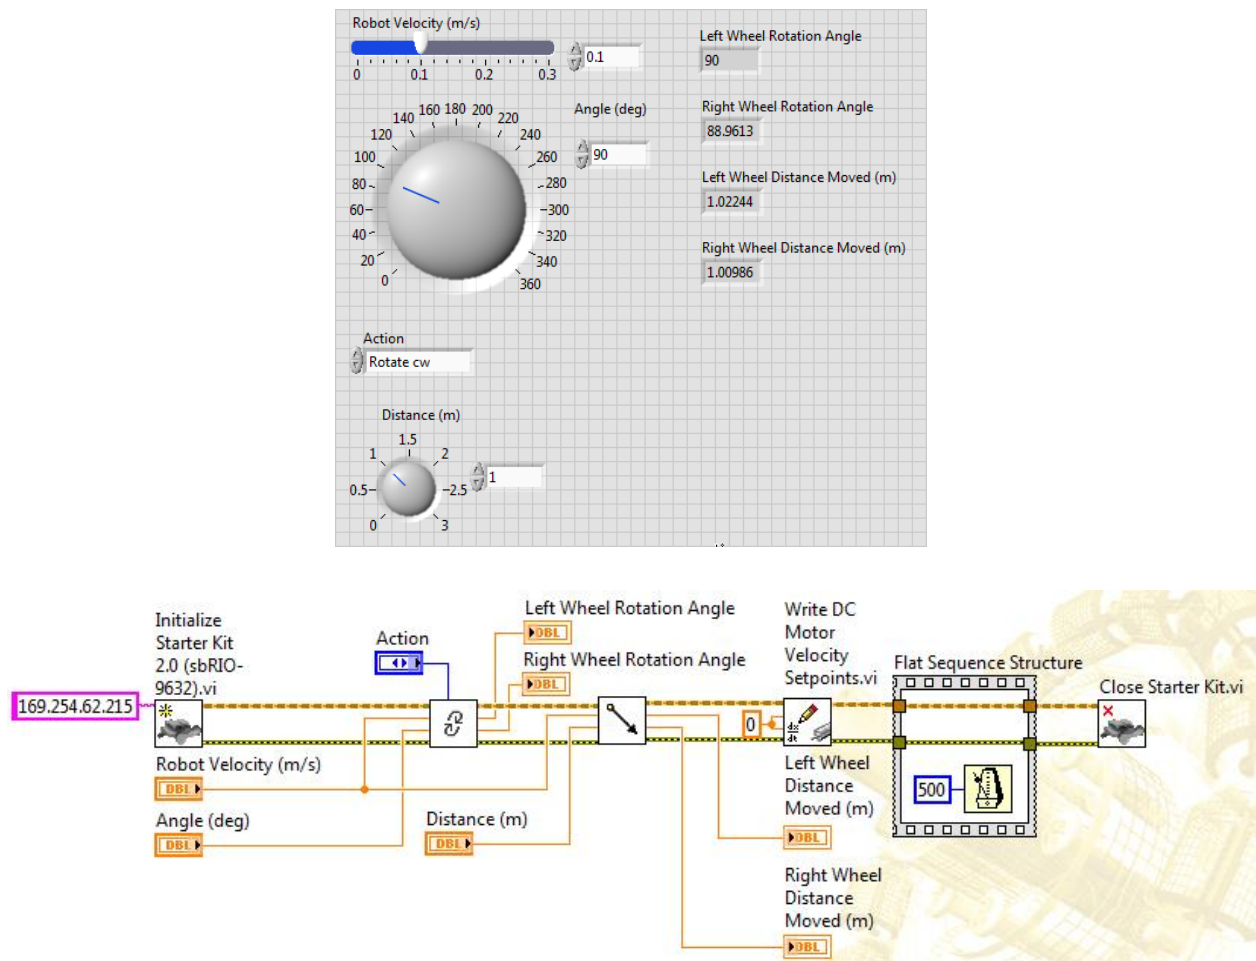 Robot Velocity (m/s)
0.1
0 0.1 0.2 0.3
Left Wheel Rotation Angle
90
Angle (deg)
90
0 20 40 60 80 100 120 140 160 180 200 220 240 260 280 300 320 340 360
Right Wheel Rotation Angle
88.9613
Left Wheel Distance Moved (m)
1.02244
Right Wheel Distance Moved (m)
1.00986
Action
Rotate cw
Distance (m)
0 0.5 1 1.5 2 2.5 3
1
169.254.62.215
Initialize
Starter Kit
2.0 (sbRIO-
9632).vi
Robot Velocity (m/s)
DBL
Angle (deg)
DBL
Action
Left Wheel Rotation Angle
DBL
Right Wheel Rotation Angle
DBL
Distance (m)
DBL
Write DC
Motor
Velocity
Setpoints.vi
0
dx
dt
Left Wheel
Distance
Moved (m)
DBL
Right Wheel
Distance
Moved (m)
DBL
Flat Sequence Structure
500
Close Starter Kit.vi